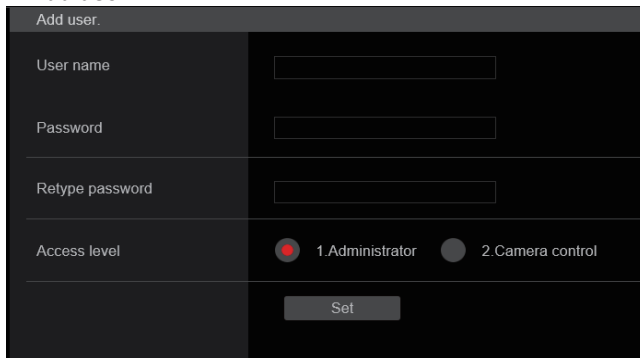 Add user.
User name
Password
Retype password
Access level 1.Administrator 2.Camera control
Set